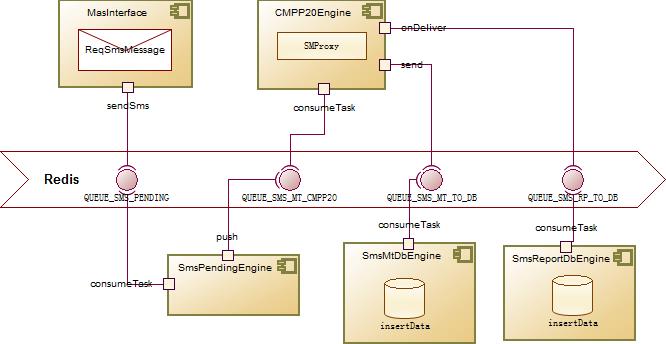 MasInterface
ReqSmsMessage
sendSms
CMPP20Engine
SMProxy
onDeliver
send
consumeTask
Redis
QUEUE_SMS_PENDING
QUEUE_SMS_MT_CMPP20
QUEUE_SMS_MT_TO_DB
QUEUE_SMS_RP_TO_DB
push
consumeTask
consumeTask
SmsPendingEngine
consumeTask
SmsMtDbEngine
insertData
SmsReportDbEngine
insertData